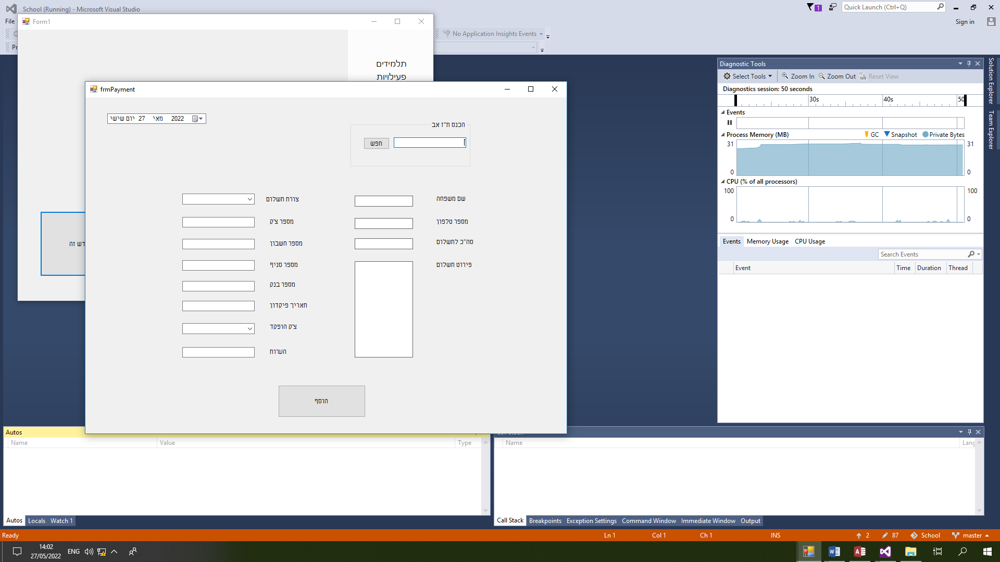 School (Running) - Microsoft Visual Studio
1
Quick Launch (Ctrl+Q)
File
Form1
Sign in
No Application Insights Events
תלמידים
פעילויות
frmPayment
יום שישי 27 מאי 2022
הכנס ת"ז אב
חפש
צורת תשלום
שם משפחה
מספר צ'ק
מספר טלפון
מספר חשבון
סה"כ לתשלום
מספר סניף
פירוט תשלום
מספר בנק
תאריך פיקדון
צ'ק הופקד
הערות
הוסף
דש זה
Diagnostic Tools
Select Tools
Zoom In
Zoom Out
Reset View
Diagnostics session: 50 seconds
30s
40s
50
Events
Process Memory (MB)
GC
Snapshot
Private Bytes
31
31
0
0
CPU (% of all processors)
100
100
0
0
Events
Memory Usage
CPU Usage
Search Events
Event
Time
Duration
Thread
Solution Explorer
Team Explorer
Autos
Name
Value
Type
Name
Lang
Autos
Locals
Watch 1
Call Stack
Breakpoints
Exception Settings
Command Window
Immediate Window
Output
Ready
Ln 1
Col 1
Ch 1
INS
2
87
School
master
14:02
27/05/2022
ENG